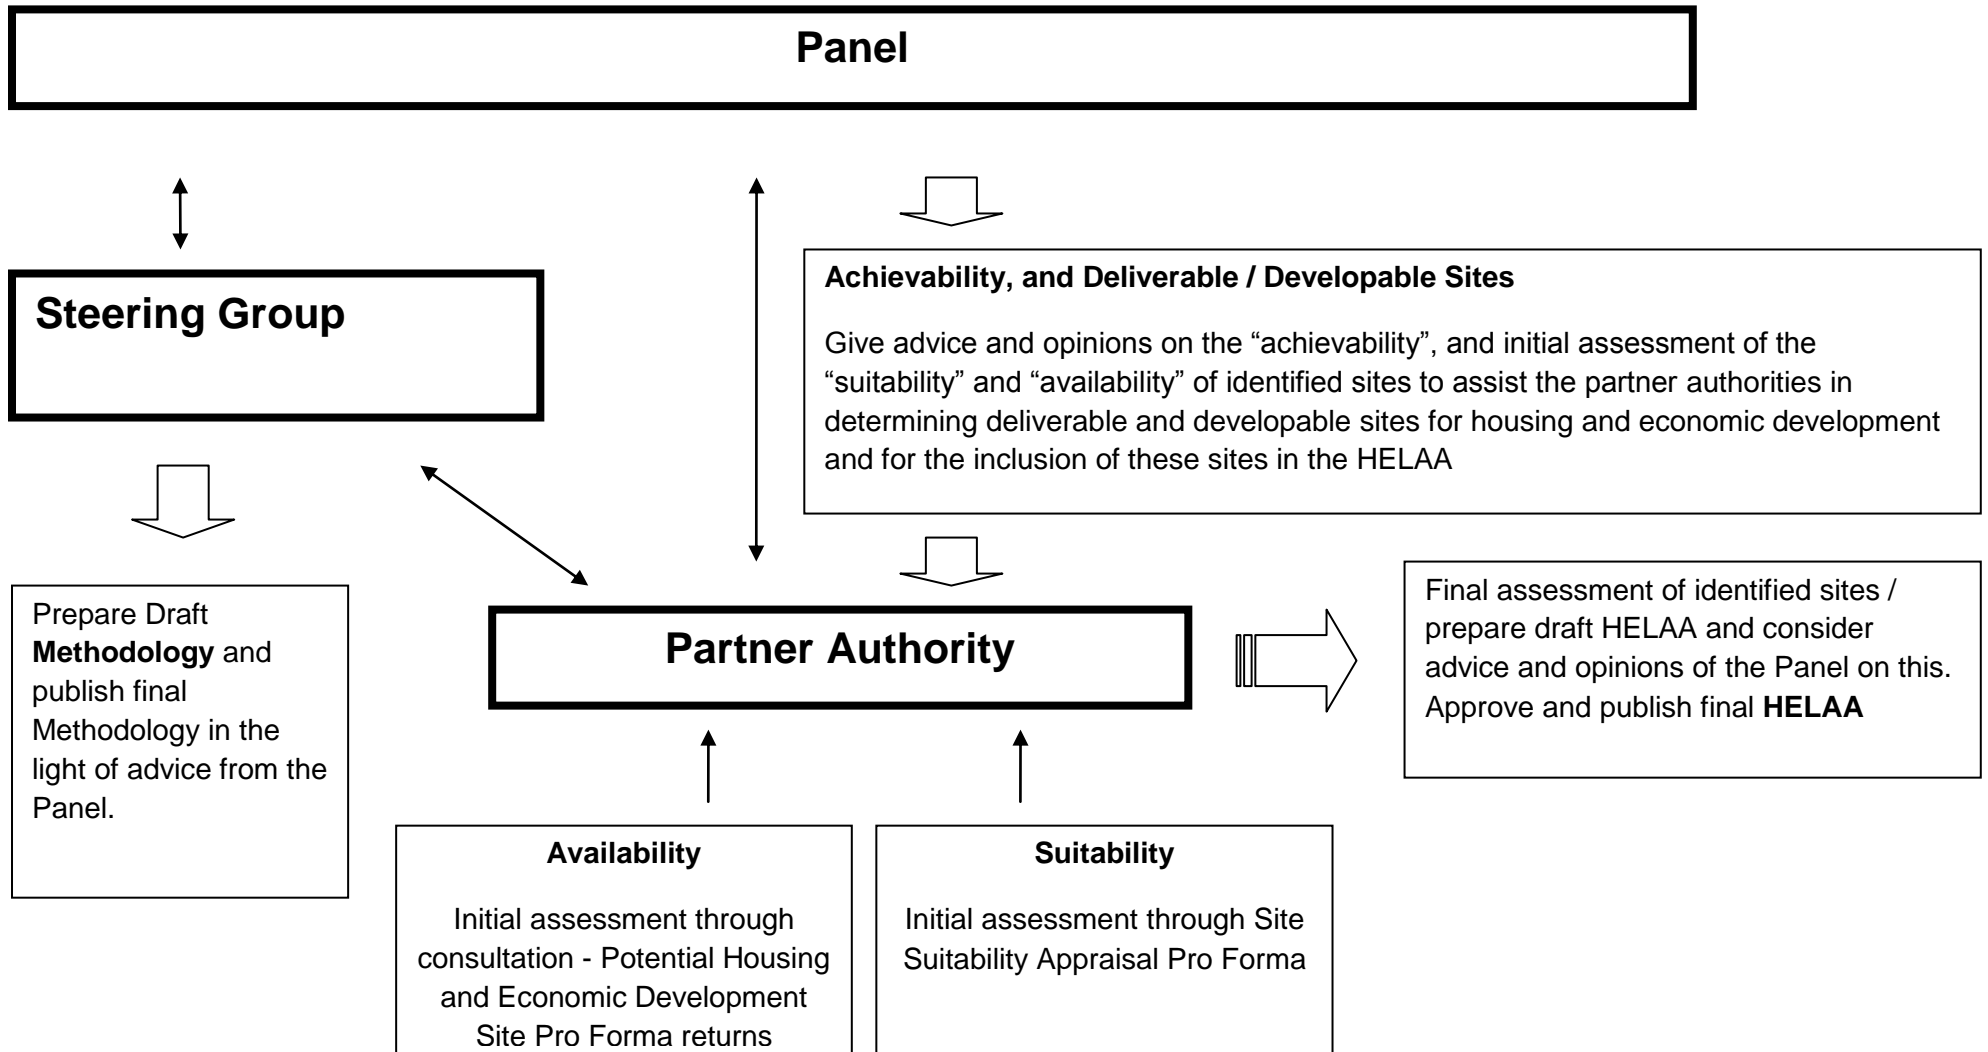 Panel
Steering Group
Achievability, and Deliverable / Developable Sites
Give advice and opinions on the “achievability”, and initial assessment of the
“suitability” and “availability” of identified sites to assist the partner authorities in
determining deliverable and developable sites for housing and economic development
and for the inclusion of these sites in the HELAA
Prepare Draft
Methodology and
publish final
Methodology in the
light of advice from the
Panel.
Partner Authority
Final assessment of identified sites /
prepare draft HELAA and consider
advice and opinions of the Panel on this.
Approve and publish final HELAA
Availability
Initial assessment through
consultation - Potential Housing
and Economic Development
Site Pro Forma returns
Suitability
Initial assessment through Site
Suitability Appraisal Pro Forma